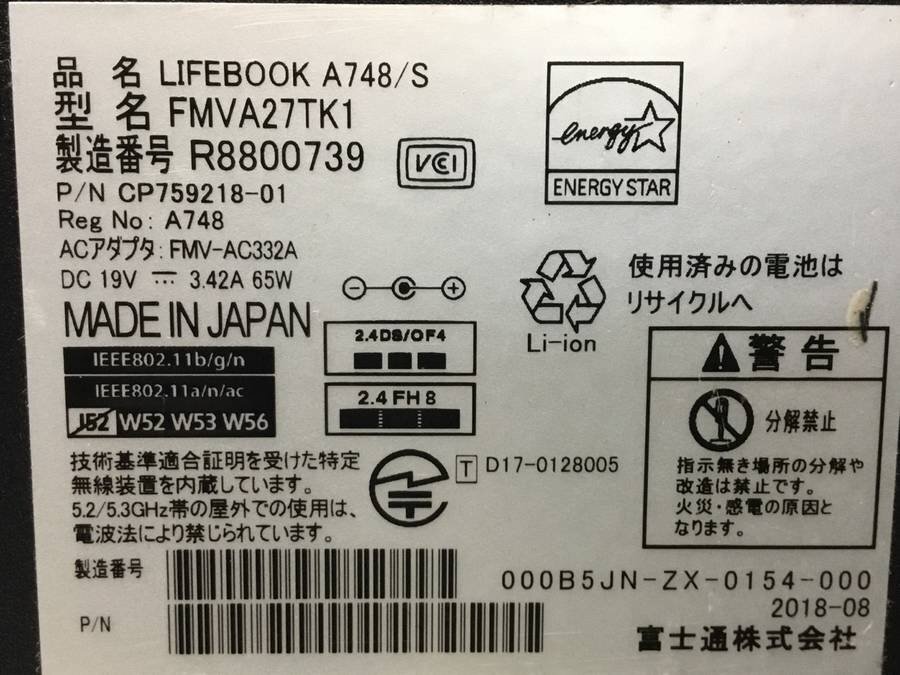 品 名 LIFEBOOK A748/S
型 名 FMVA27TK1
製造番号 R8800739
VCCI
P/N CP759218-01
Reg No: A748
ACアダプタ: FMV-AC332A
DC 19V ⎓ 3.42A 65W
MADE IN JAPAN
energy
ENERGY STAR
使用済みの電池は
リサイクルへ
Li-ion
IEEE802.11b/g/n
IEEE802.11a/n/ac
J52 W52 W53 W56
2.4DS/OF4
2.4FH8
警告
分解禁止
指示無き場所の分解や
改造は禁止です。
火災・感電の原因と
なります。
技術基準適合証明を受けた特定
無線装置を内蔵しています。
5.2/5.3GHz帯の屋外での使用は、
電波法により禁じられています。
T D17-0128005
製造番号
P/N
000B5JN-ZX-0154-000
2018-08
富士通株式会社